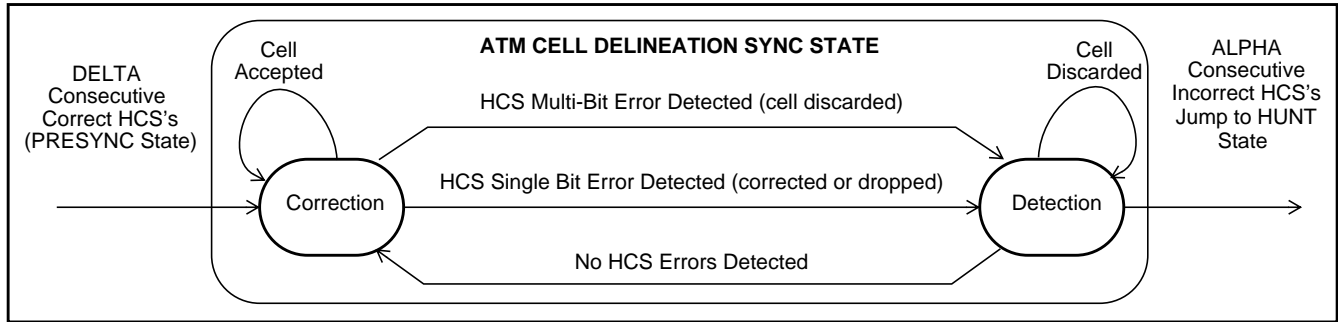 ATM CELL DELINEATION SYNC STATE
DELTA
Consecutive
Correct HCS's
(PRESYNC State)
Cell
Accepted
HCS Multi-Bit Error Detected (cell discarded)
Cell
Discarded
ALPHA
Consecutive
Incorrect HCS's
Jump to HUNT
State
Correction
HCS Single Bit Error Detected (corrected or dropped)
Detection
No HCS Errors Detected